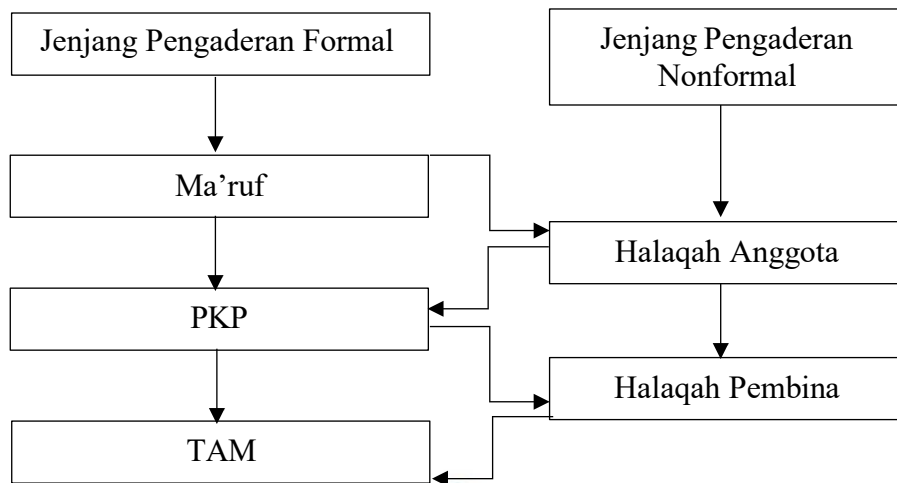 Jenjang Pengaderan Formal
Jenjang Pengaderan
Nonformal
Ma’ruf
Halaqah Anggota
PKP
Halaqah Pembina
TAM